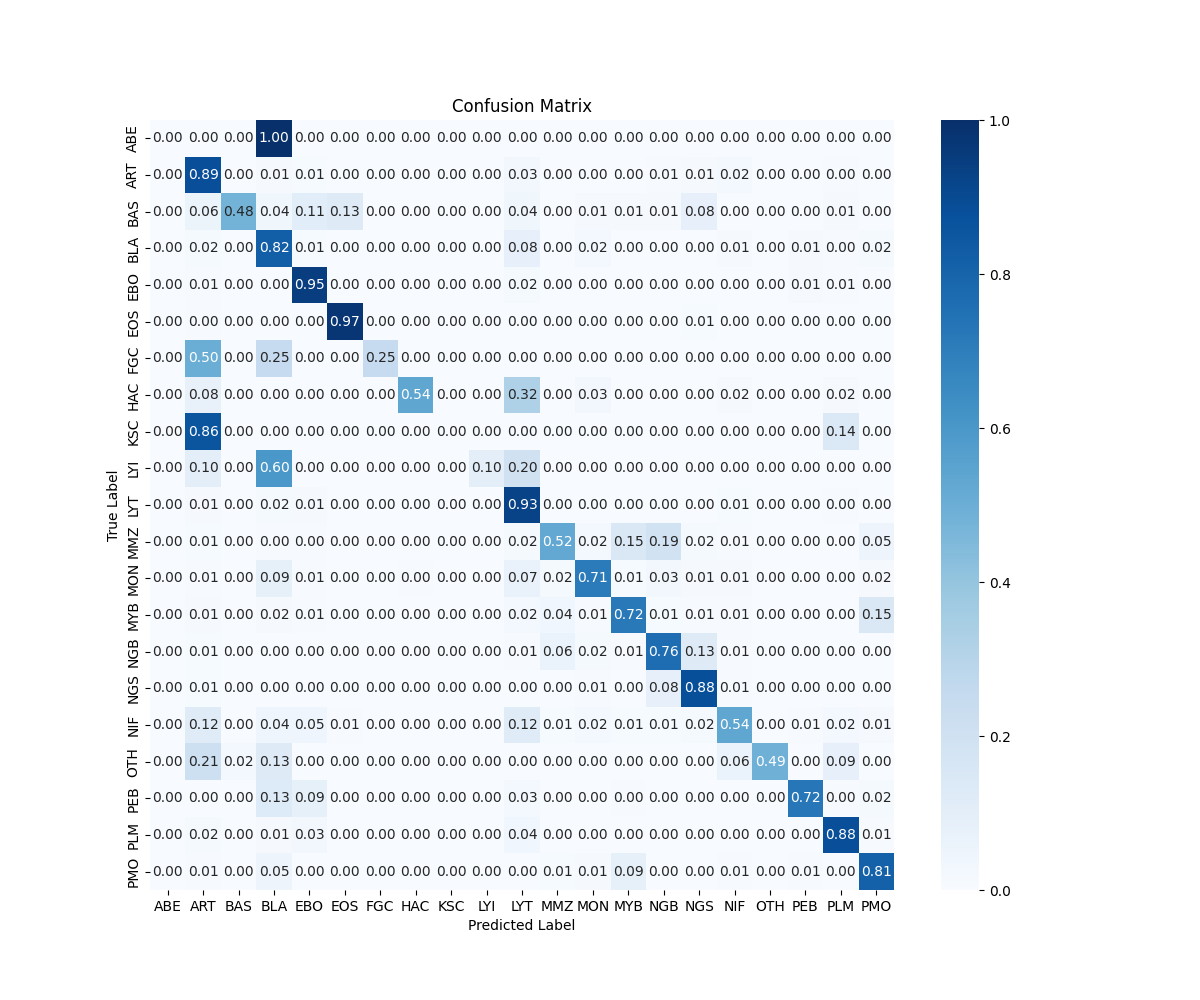 Confusion Matrix
ABE 0.00 0.00 0.00 1.00 0.00 0.00 0.00 0.00 0.00 0.00 0.00 0.00 0.00 0.00 0.00 0.00 0.00 0.00 0.00 0.00 0.00
ART 0.00 0.89 0.00 0.01 0.01 0.00 0.00 0.00 0.00 0.00 0.03 0.00 0.00 0.00 0.01 0.01 0.02 0.00 0.00 0.00 0.00
BAS 0.00 0.06 0.48 0.04 0.11 0.13 0.00 0.00 0.00 0.00 0.04 0.00 0.01 0.01 0.01 0.08 0.00 0.00 0.00 0.01 0.00
BLA 0.00 0.02 0.00 0.82 0.01 0.00 0.00 0.00 0.00 0.00 0.08 0.00 0.02 0.00 0.00 0.00 0.01 0.00 0.01 0.00 0.02
EBO 0.00 0.01 0.00 0.00 0.95 0.00 0.00 0.00 0.00 0.00 0.02 0.00 0.00 0.00 0.00 0.00 0.00 0.00 0.01 0.01 0.00
EOS 0.00 0.00 0.00 0.00 0.00 0.97 0.00 0.00 0.00 0.00 0.00 0.00 0.00 0.00 0.00 0.01 0.00 0.00 0.00 0.00 0.00
FGC 0.00 0.50 0.00 0.25 0.00 0.00 0.25 0.00 0.00 0.00 0.00 0.00 0.00 0.00 0.00 0.00 0.00 0.00 0.00 0.00 0.00
HAC 0.00 0.08 0.00 0.00 0.00 0.00 0.00 0.54 0.00 0.00 0.32 0.00 0.03 0.00 0.00 0.00 0.02 0.00 0.00 0.02 0.00
KSC 0.00 0.86 0.00 0.00 0.00 0.00 0.00 0.00 0.00 0.00 0.00 0.00 0.00 0.00 0.00 0.00 0.00 0.00 0.00 0.14 0.00
LYI 0.00 0.10 0.00 0.60 0.00 0.00 0.00 0.00 0.00 0.10 0.20 0.00 0.00 0.00 0.00 0.00 0.00 0.00 0.00 0.00 0.00
LYT 0.00 0.01 0.00 0.02 0.01 0.00 0.00 0.00 0.00 0.00 0.93 0.00 0.00 0.00 0.00 0.00 0.01 0.00 0.00 0.00 0.00
MMZ 0.00 0.01 0.00 0.00 0.00 0.00 0.00 0.00 0.00 0.00 0.02 0.52 0.02 0.15 0.19 0.02 0.01 0.00 0.00 0.00 0.05
MON 0.00 0.01 0.00 0.09 0.01 0.00 0.00 0.00 0.00 0.00 0.07 0.02 0.71 0.01 0.03 0.01 0.01 0.00 0.00 0.00 0.02
MYB 0.00 0.01 0.00 0.02 0.01 0.00 0.00 0.00 0.00 0.00 0.02 0.04 0.01 0.72 0.01 0.01 0.01 0.00 0.00 0.00 0.15
NGB 0.00 0.01 0.00 0.00 0.00 0.00 0.00 0.00 0.00 0.00 0.01 0.06 0.02 0.01 0.76 0.13 0.01 0.00 0.00 0.00 0.00
NGS 0.00 0.01 0.00 0.00 0.00 0.00 0.00 0.00 0.00 0.00 0.00 0.00 0.01 0.00 0.08 0.88 0.01 0.00 0.00 0.00 0.00
NIF 0.00 0.12 0.00 0.04 0.05 0.01 0.00 0.00 0.00 0.00 0.12 0.01 0.02 0.01 0.01 0.02 0.54 0.00 0.01 0.02 0.01
OTH 0.00 0.21 0.02 0.13 0.00 0.00 0.00 0.00 0.00 0.00 0.00 0.00 0.00 0.00 0.00 0.00 0.06 0.49 0.00 0.09 0.00
PEB 0.00 0.00 0.00 0.13 0.09 0.00 0.00 0.00 0.00 0.00 0.03 0.00 0.00 0.00 0.00 0.00 0.00 0.00 0.72 0.00 0.02
PLM 0.00 0.02 0.00 0.01 0.03 0.00 0.00 0.00 0.00 0.00 0.04 0.00 0.00 0.00 0.00 0.00 0.00 0.00 0.00 0.88 0.01
PMO 0.00 0.01 0.00 0.05 0.00 0.00 0.00 0.00 0.00 0.00 0.00 0.01 0.01 0.09 0.00 0.00 0.01 0.00 0.01 0.00 0.81
ABE ART BAS BLA EBO EOS FGC HAC KSC LYI LYT MMZ MON MYB NGB NGS NIF OTH PEB PLM PMO
Predicted Label
True Label
1.0
0.8
0.6
0.4
0.2
0.0